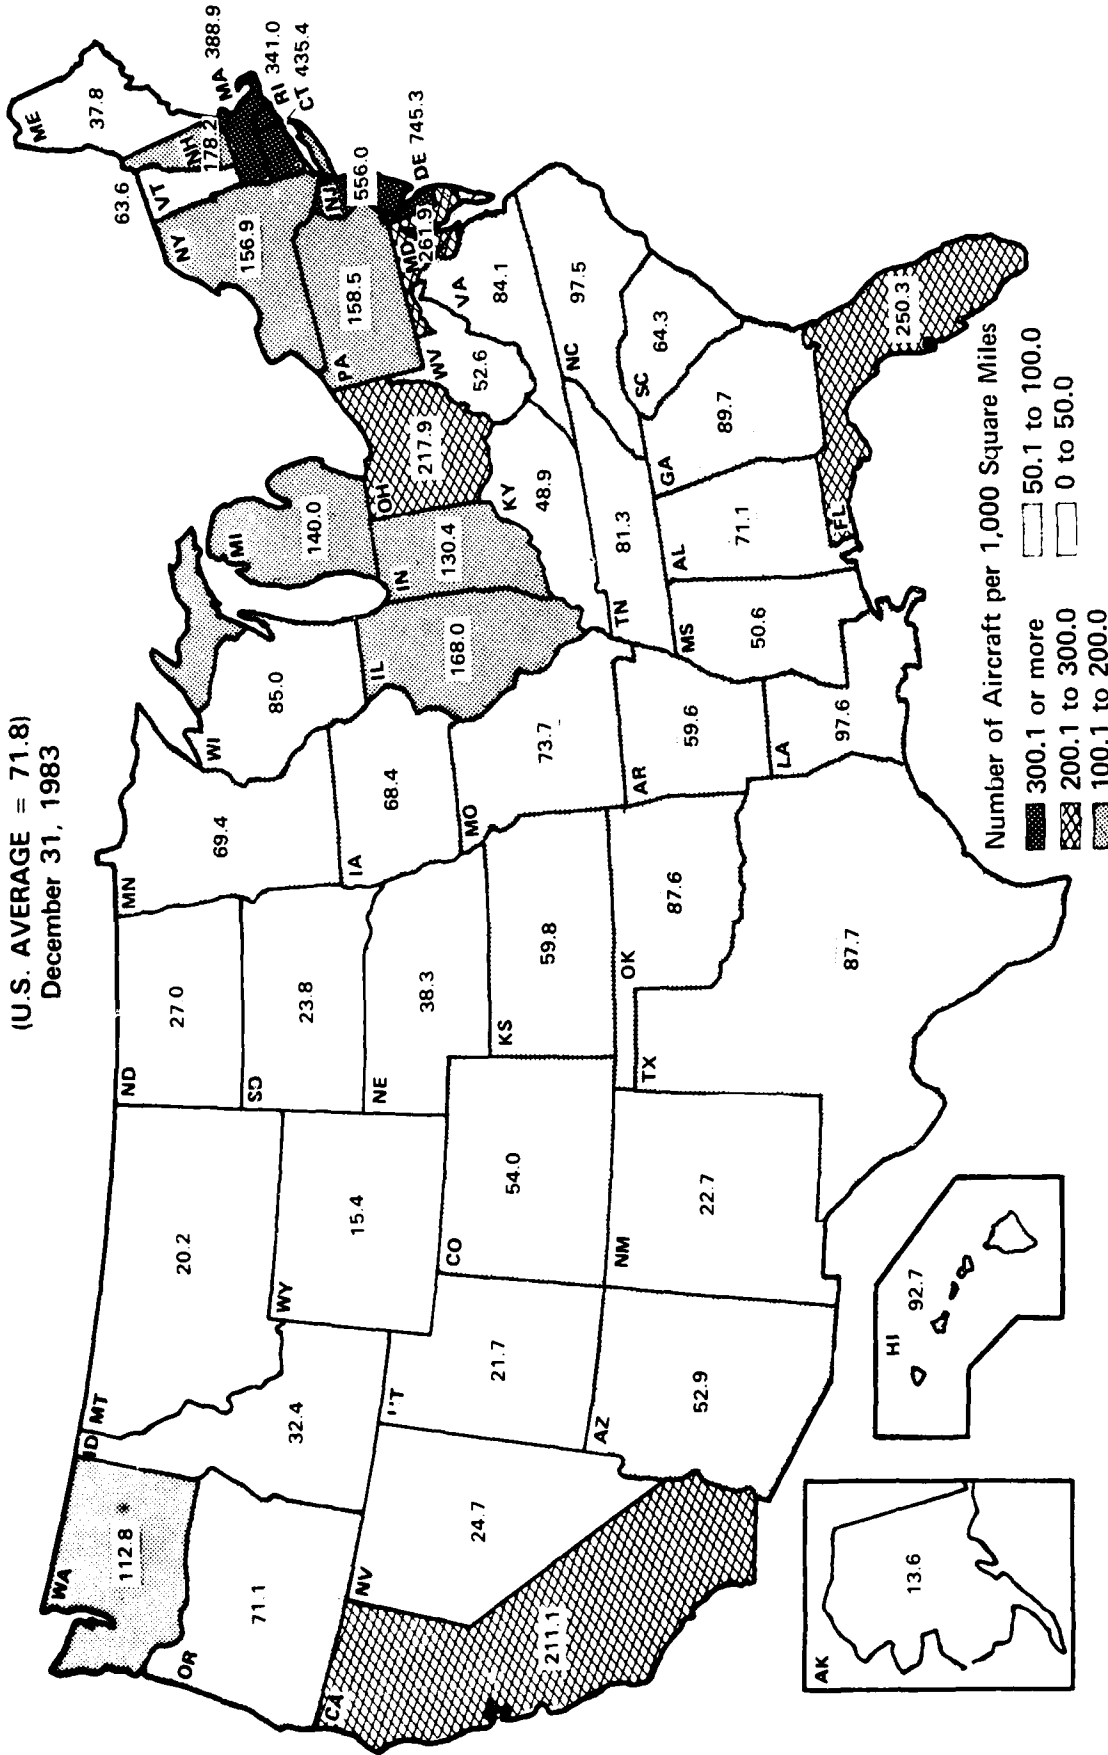 (U.S. AVERAGE = 71.8)
December 31, 1983
WA
112.8 *
OR
71.1
CA
211.1
NV
24.7
ID
32.4
MT
20.2
WY
15.4
UT
21.7
AZ
52.9
CO
54.0
NM
22.7
ND
27.0
SD
23.8
NE
38.3
KS
59.8
OK
87.6
TX
87.7
MN
69.4
IA
68.4
MO
73.7
AR
59.6
LA
97.6
WI
85.0
IL
168.0
MI
140.0
IN
130.4
OH
217.9
KY
48.9
TN
81.3
MS
50.6
AL
71.1
GA
89.7
FL
250.3
SC
64.3
NC
97.5
VA
84.1
WV
52.6
PA
158.5
NY
156.9
63.6
VT
NH
178.2
ME
37.8
MA 388.9
RI 341.0
CT 435.4
NJ
556.0
DE 745.3
MD
261.9
AK
13.6
HI
92.7
Number of Aircraft per 1,000 Square Miles
300.1 or more
200.1 to 300.0
100.1 to 200.0
50.1 to 100.0
0 to 50.0